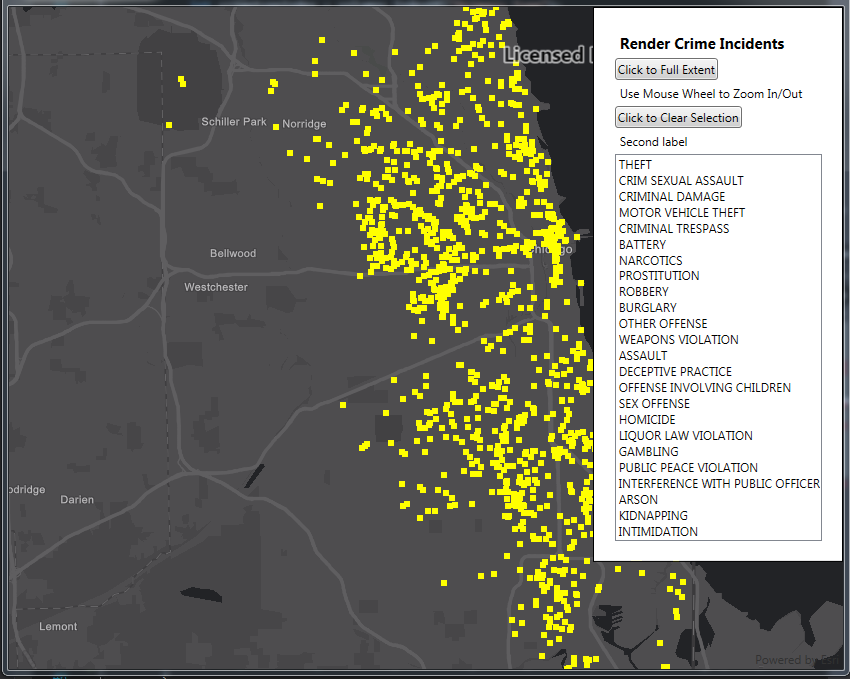 Licensed
Schiller Park
Norridge
Bellwood
Westchester
Chicago
odridge
Darien
Lemont
Powered by Esri
Render Crime Incidents
Click to Full Extent
Use Mouse Wheel to Zoom In/Out
Click to Clear Selection
Second label
THEFT
CRIM SEXUAL ASSAULT
CRIMINAL DAMAGE
MOTOR VEHICLE THEFT
CRIMINAL TRESPASS
BATTERY
NARCOTICS
PROSTITUTION
ROBBERY
BURGLARY
OTHER OFFENSE
WEAPONS VIOLATION
ASSAULT
DECEPTIVE PRACTICE
OFFENSE INVOLVING CHILDREN
SEX OFFENSE
HOMICIDE
LIQUOR LAW VIOLATION
GAMBLING
PUBLIC PEACE VIOLATION
INTERFERENCE WITH PUBLIC OFFICER
ARSON
KIDNAPPING
INTIMIDATION